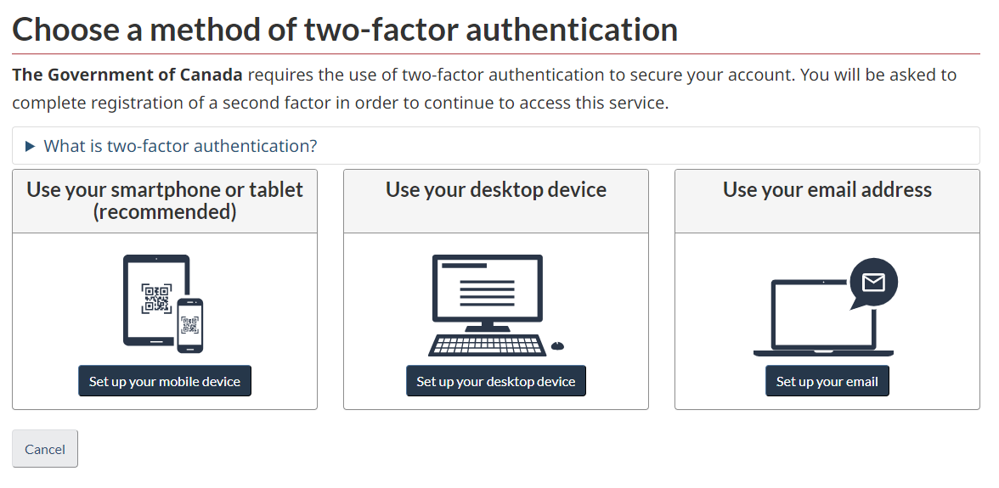 Choose a method of two-factor authentication
The Government of Canada requires the use of two-factor authentication to secure your account. You will be asked to
complete registration of a second factor in order to continue to access this service.
What is two-factor authentication?
Use your smartphone or tablet
(recommended)
Set up your mobile device
Use your desktop device
Set up your desktop device
Use your email address
Set up your email
Cancel